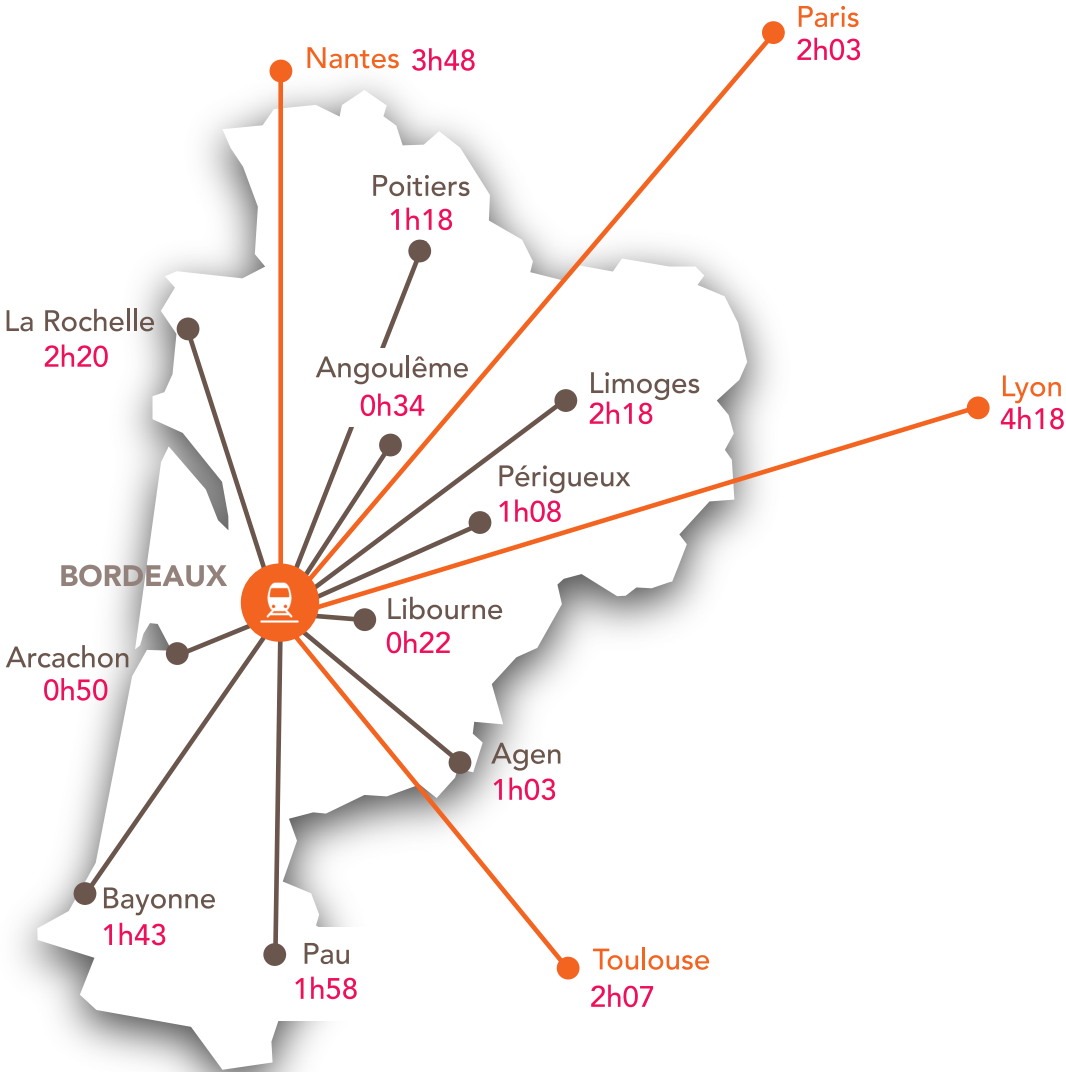 Paris
2h03
Nantes 3h48
Poitiers
1h18
La Rochelle
2h20
Angoulême
0h34
Limoges
2h18
Lyon
4h18
Périgueux
1h08
BORDEAUX
Libourne
0h22
Arcachon
0h50
Agen
1h03
Bayonne
1h43
Pau
1h58
Toulouse
2h07